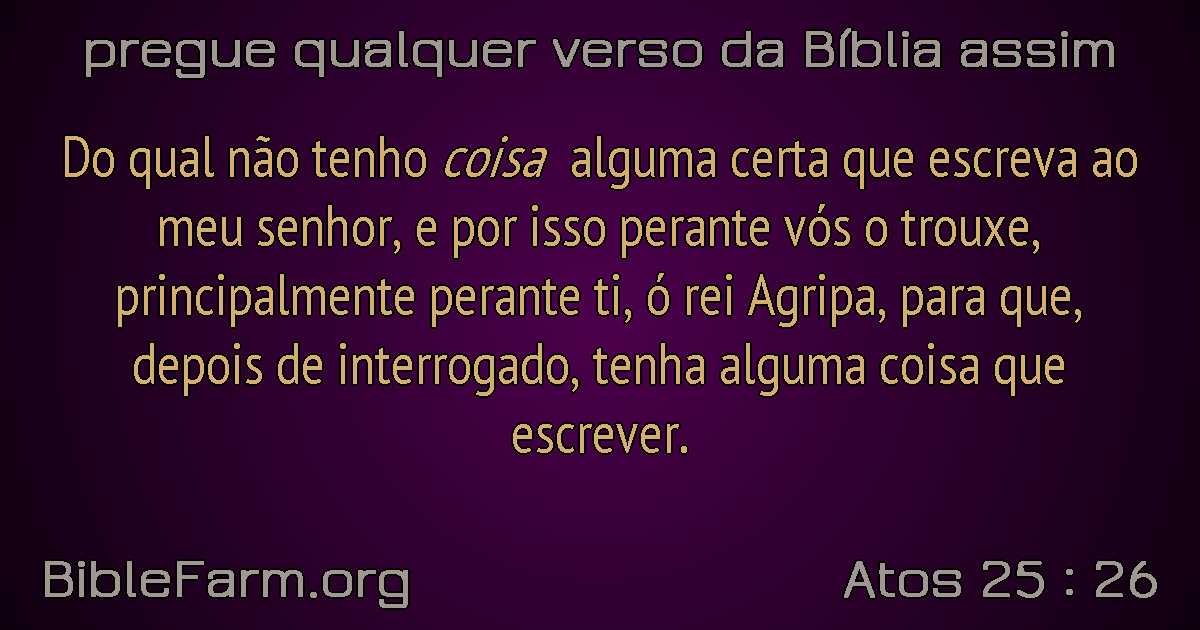 pregue qualquer verso da Bíblia assim
Do qual não tenho coisa alguma certa que escreva ao
meu senhor, e por isso perante vós o trouxe,
principalmente perante ti, ó rei Agripa, para que,
depois de interrogado, tenha alguma coisa que
escrever.
BibleFarm.org
Atos 25 : 26